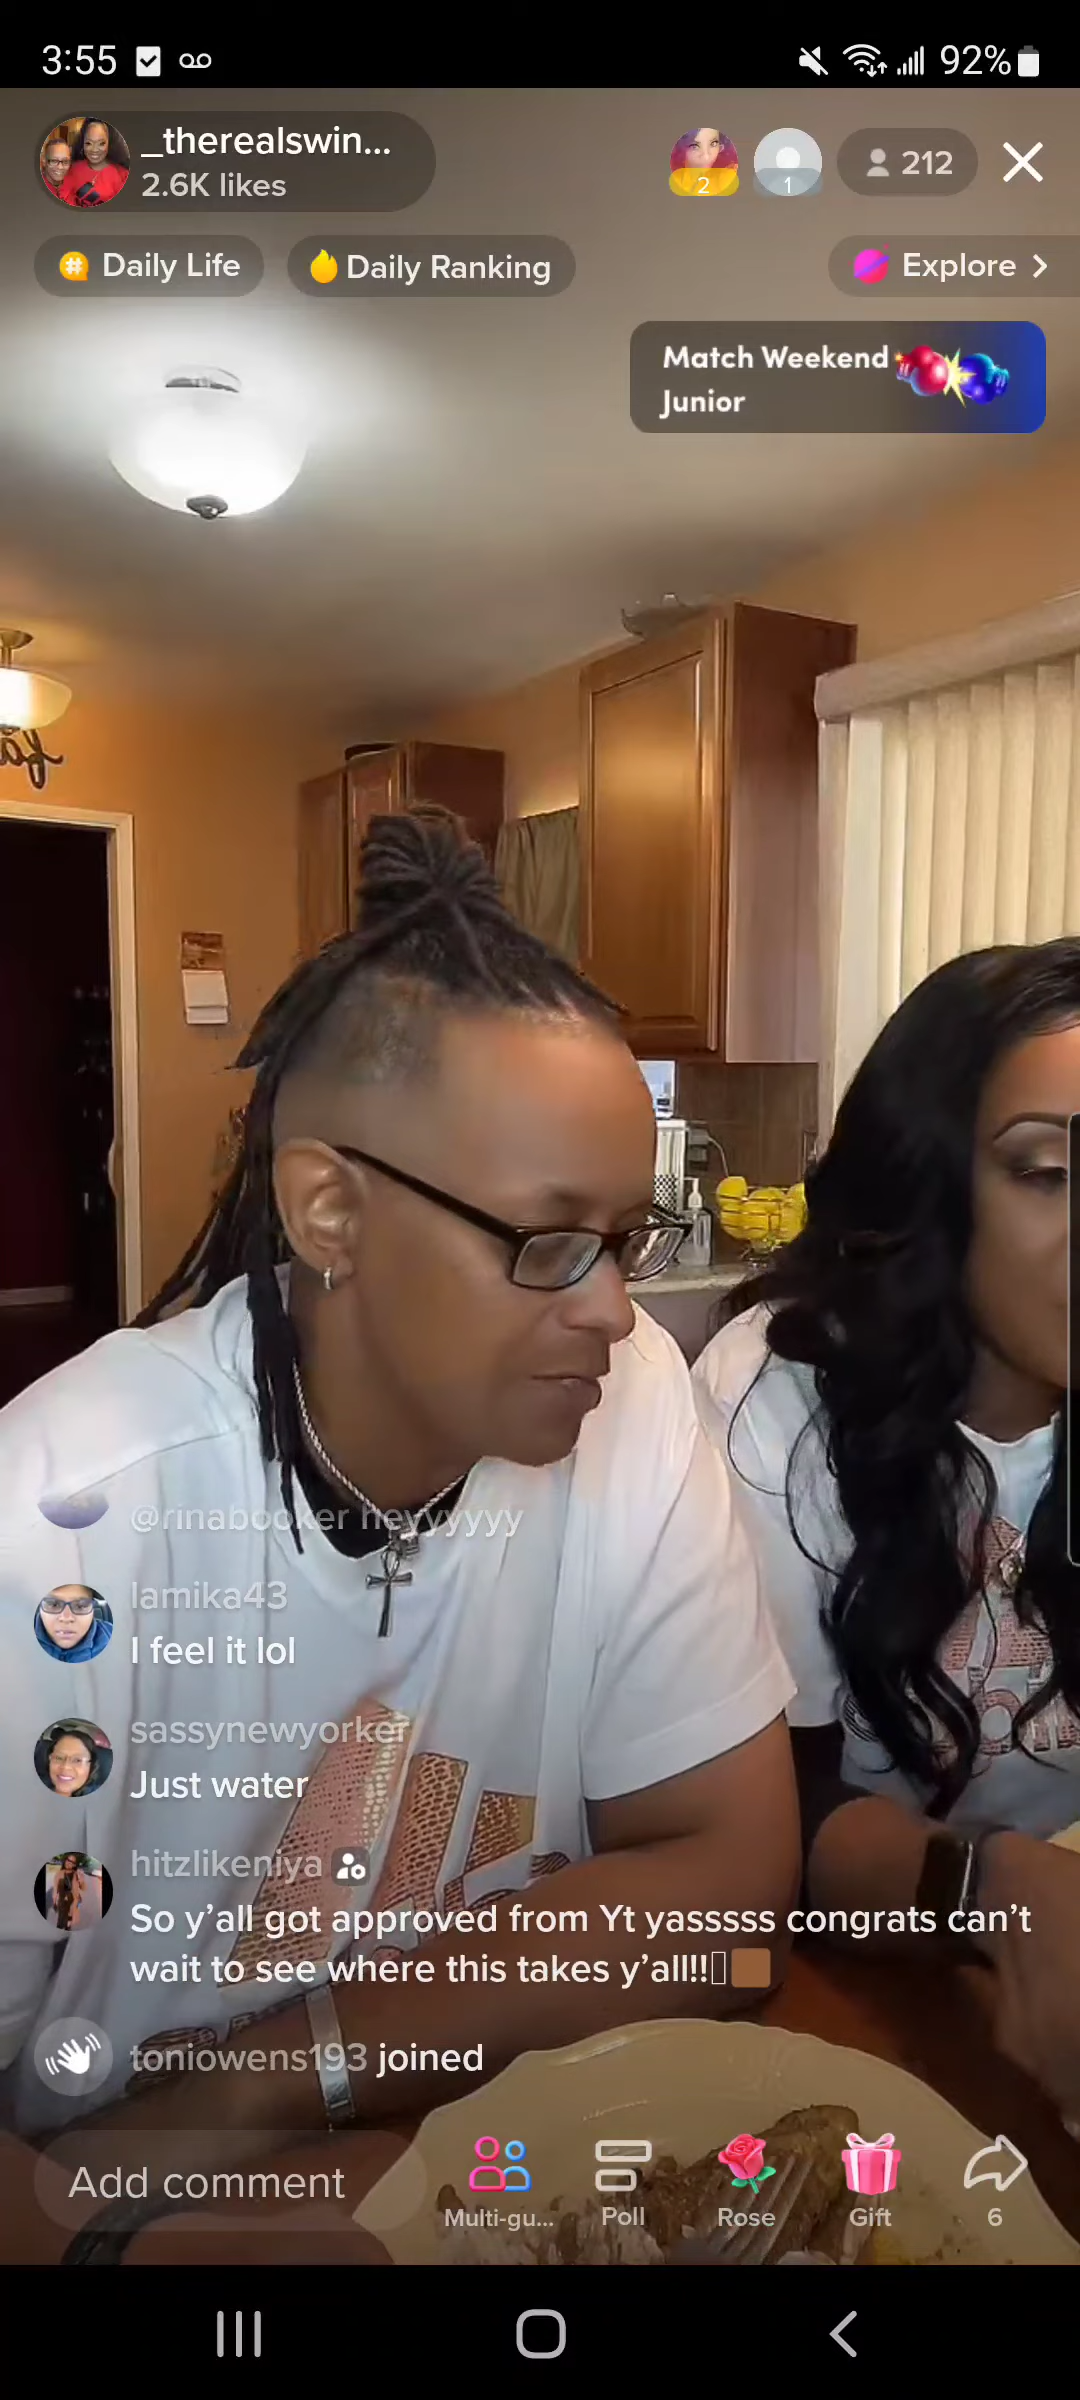 3:55 92%
_therealswin...
2.6K likes
2
1
212
Daily Life
Daily Ranking
Explore
Match Weekend
Junior
@rinabooker heyyyyyy
lamika43
I feel it lol
sassynewyorker
Just water
hitzlikeniya
So y’all got approved from Yt yasssss congrats can’t
wait to see where this takes y’all!!
toniowens193 joined
Add comment
Multi-gu...
Poll
Rose
Gift
6